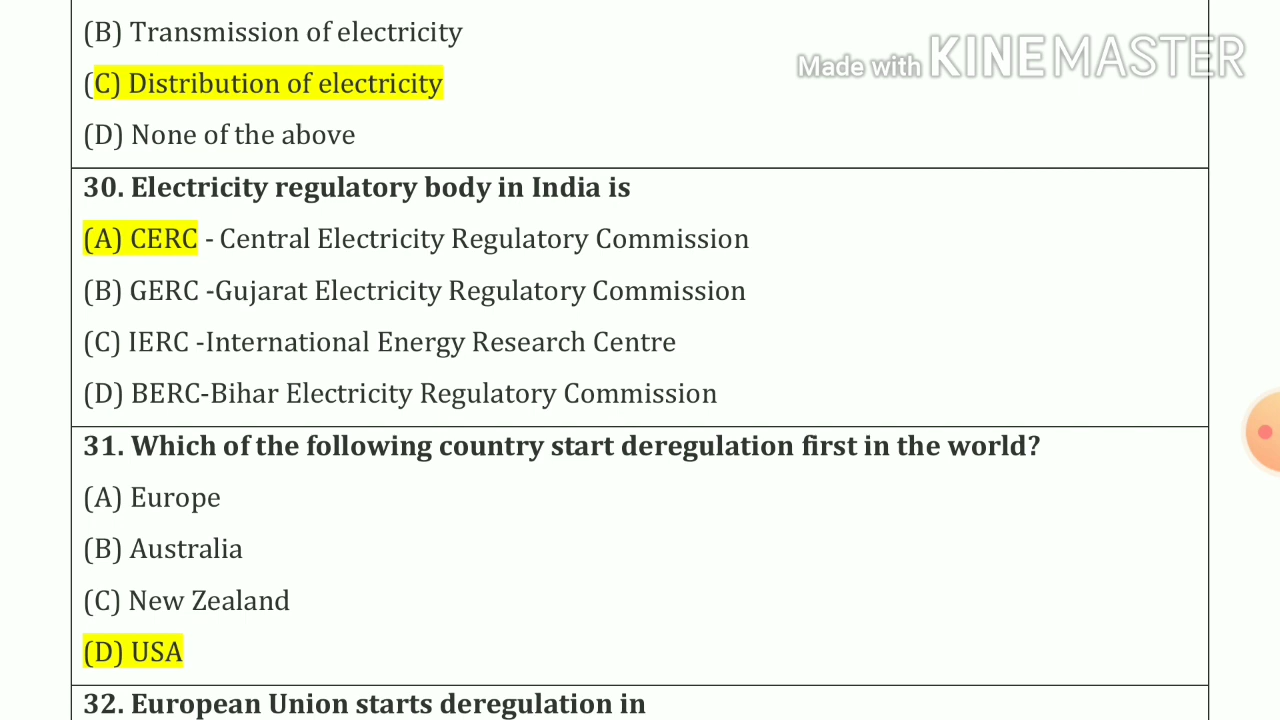 (B) Transmission of electricity
Made with KINEMASTER
(C) Distribution of electricity
(D) None of the above
30. Electricity regulatory body in India is
(A) CERC - Central Electricity Regulatory Commission
(B) GERC -Gujarat Electricity Regulatory Commission
(C) IERC -International Energy Research Centre
(D) BERC-Bihar Electricity Regulatory Commission
31. Which of the following country start deregulation first in the world?
(A) Europe
(B) Australia
(C) New Zealand
(D) USA
32. European Union starts deregulation in